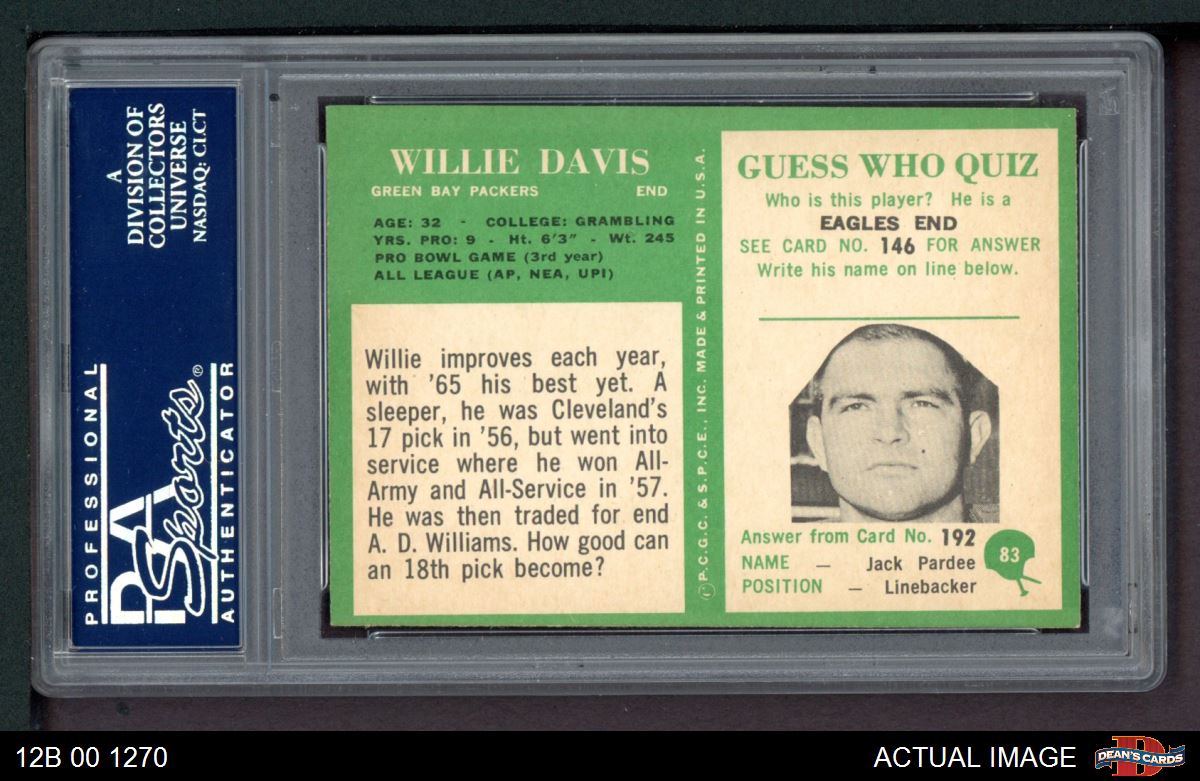 A
DIVISION OF
COLLECTORS
UNIVERSE
NASDAQ: CLCT
PROFESSIONAL
PSA
Sports®
AUTHENTICATOR
WILLIE DAVIS
GREEN BAY PACKERS END
AGE: 32 - COLLEGE: GRAMBLING
YRS. PRO: 9 - Ht. 6'3" - Wt. 245
PRO BOWL GAME (3rd year)
ALL LEAGUE (AP, NEA, UPI)
Willie improves each year,
with '65 his best yet. A
sleeper, he was Cleveland's
17 pick in '56, but went into
service where he won All-
Army and All-Service in '57.
He was then traded for end
A. D. Williams. How good can
an 18th pick become?
©P.C.G.C. & S.P.C.E., INC. MADE & PRINTED IN U.S.A.
GUESS WHO QUIZ
Who is this player? He is a
EAGLES END
SEE CARD NO. 146 FOR ANSWER
Write his name on line below.
Answer from Card No. 192
NAME — Jack Pardee
POSITION — Linebacker
83
12B 00 1270
ACTUAL IMAGE
D
DEAN'S CARDS